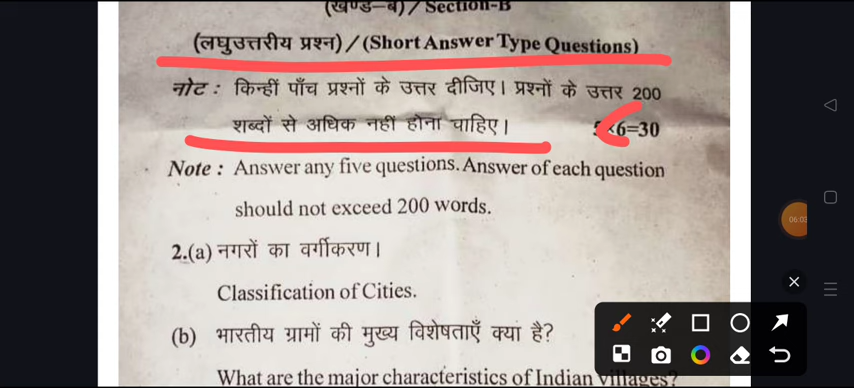 (खण्ड–ब) / Section-B
(लघुउत्तरीय प्रश्न) / (Short Answer Type Questions)
नोट : किन्हीं पाँच प्रश्नों के उत्तर दीजिए। प्रश्नों के उत्तर 200
शब्दों से अधिक नहीं होना चाहिए। 5×6=30
Note : Answer any five questions. Answer of each question
should not exceed 200 words.
2.(a) नगरों का वर्गीकरण।
Classification of Cities.
(b) भारतीय ग्रामों की मुख्य विशेषताएँ क्या है?
What are the major characteristics of Indian Villages?
06:03